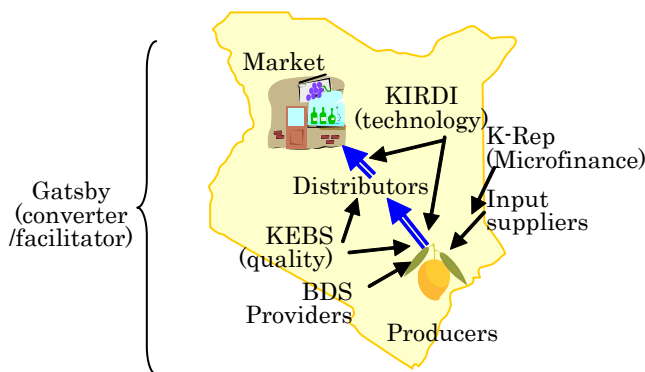 Market
KIRDI
(technology)
K-Rep
(Microfinance)
Gatsby
(converter
/facilitator)
Distributors
Input
suppliers
KEBS
(quality)
BDS
Providers
Producers